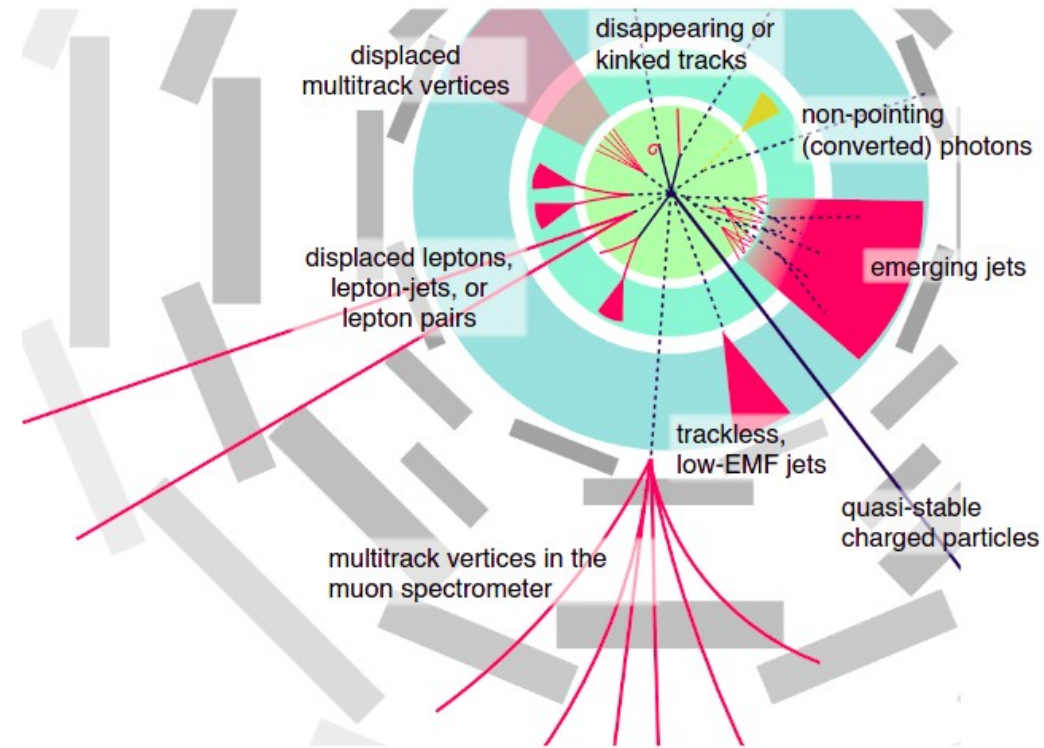 disappearing or
kinked tracks
displaced
multitrack vertices
non-pointing
(converted) photons
displaced leptons,
lepton-jets, or
lepton pairs
emerging jets
trackless,
low-EMF jets
quasi-stable
charged particles
multitrack vertices in the
muon spectrometer